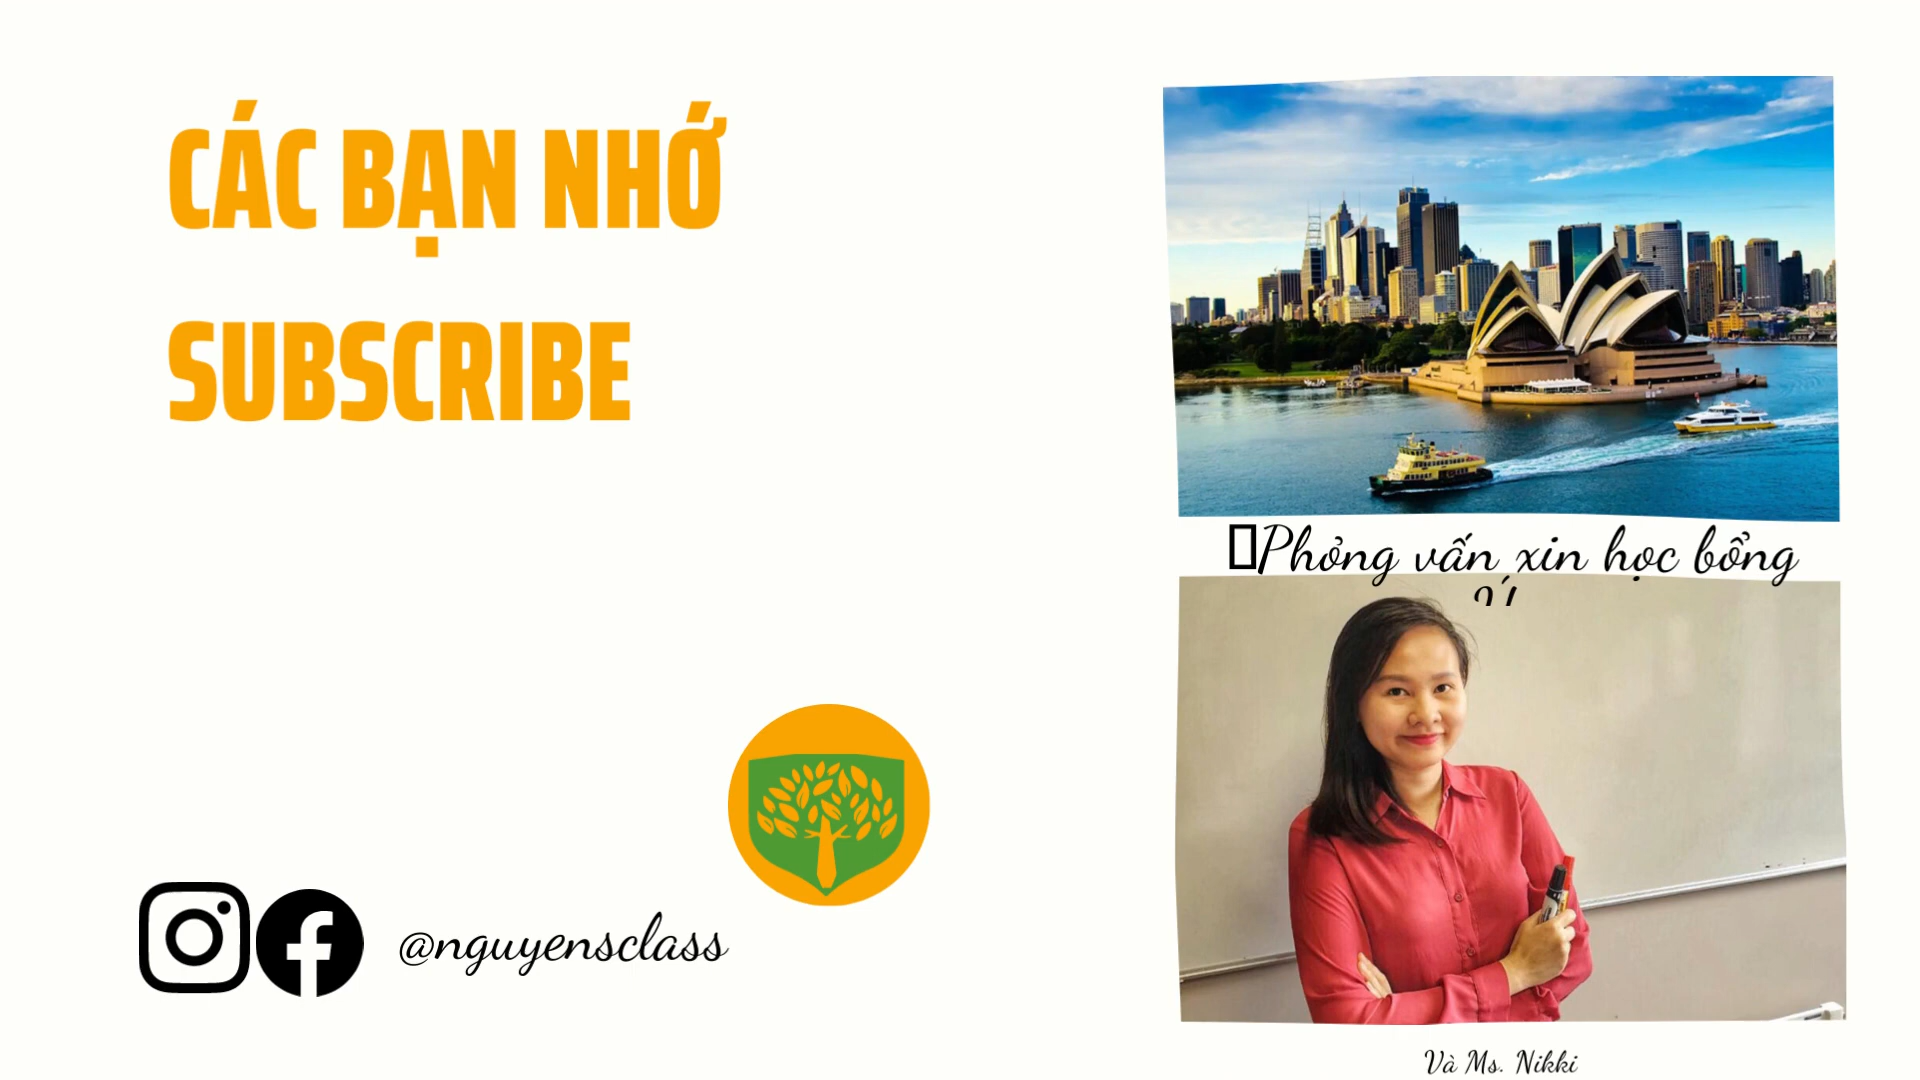 CÁC BẠN NHỚ
SUBSCRIBE
@nguyensclass
Phỏng vấn xin học bổng
Và Ms. Nikki